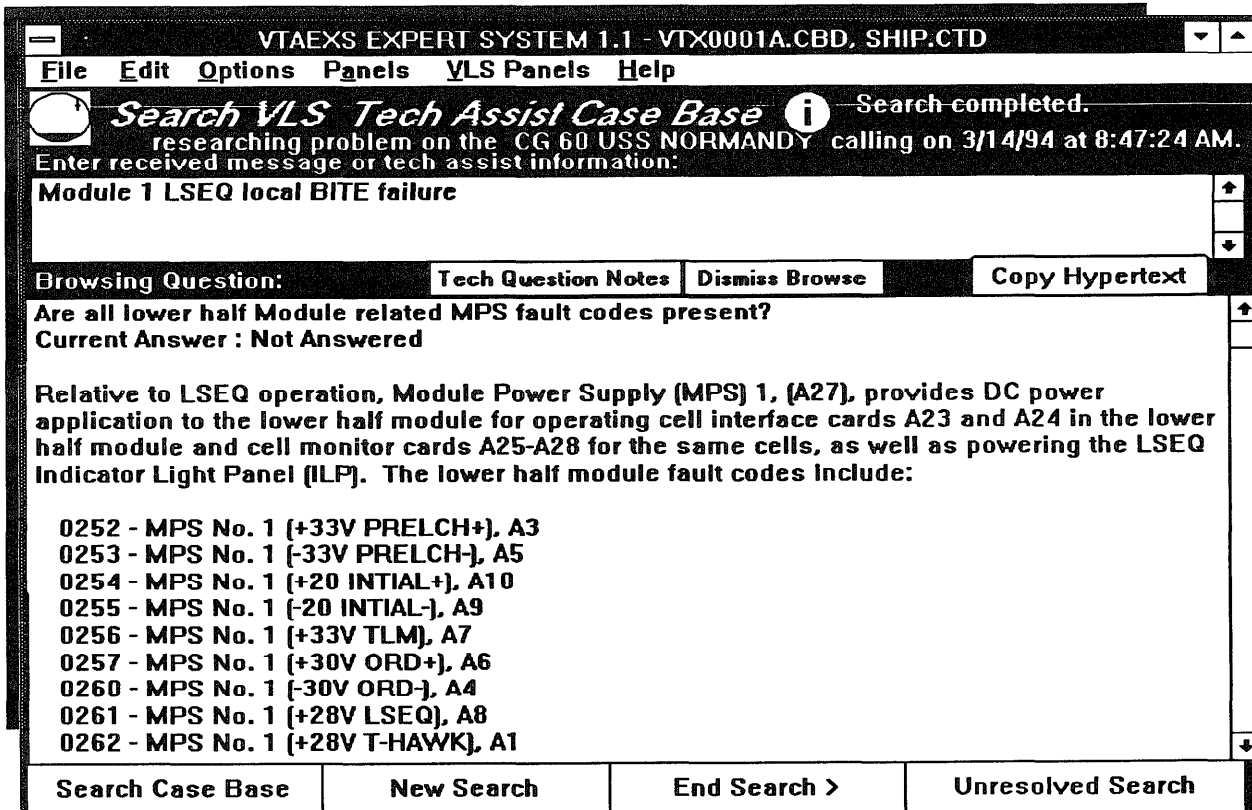 VTAEXS EXPERT SYSTEM 1.1 - VTX0001A.CBD, SHIP.CTD
File Edit Options Panels VLS Panels Help
Search VLS Tech Assist Case Base i Search completed.
researching problem on the CG 60 USS NORMANDY calling on 3/14/94 at 8:47:24 AM.
Enter received message or tech assist information:
Module 1 LSEQ local BITE failure
Browsing Question: Tech Question Notes Dismiss Browse Copy Hypertext
Are all lower half Module related MPS fault codes present?
Current Answer : Not Answered
Relative to LSEQ operation, Module Power Supply (MPS) 1, (A27), provides DC power
application to the lower half module for operating cell interface cards A23 and A24 in the lower
half module and cell monitor cards A25-A28 for the same cells, as well as powering the LSEQ
Indicator Light Panel (ILP). The lower half module fault codes Include:
0252 - MPS No. 1 (+33V PRELCH+), A3
0253 - MPS No. 1 (-33V PRELCH-), A5
0254 - MPS No. 1 (+20 INTIAL+), A10
0255 - MPS No. 1 (-20 INTIAL-), A9
0256 - MPS No. 1 (+33V TLM), A7
0257 - MPS No. 1 (+30V ORD+), A6
0260 - MPS No. 1 (-30V ORD-), A4
0261 - MPS No. 1 (+28V LSEQ), A8
0262 - MPS No. 1 (+28V T-HAWK), A1
Search Case Base New Search End Search > Unresolved Search